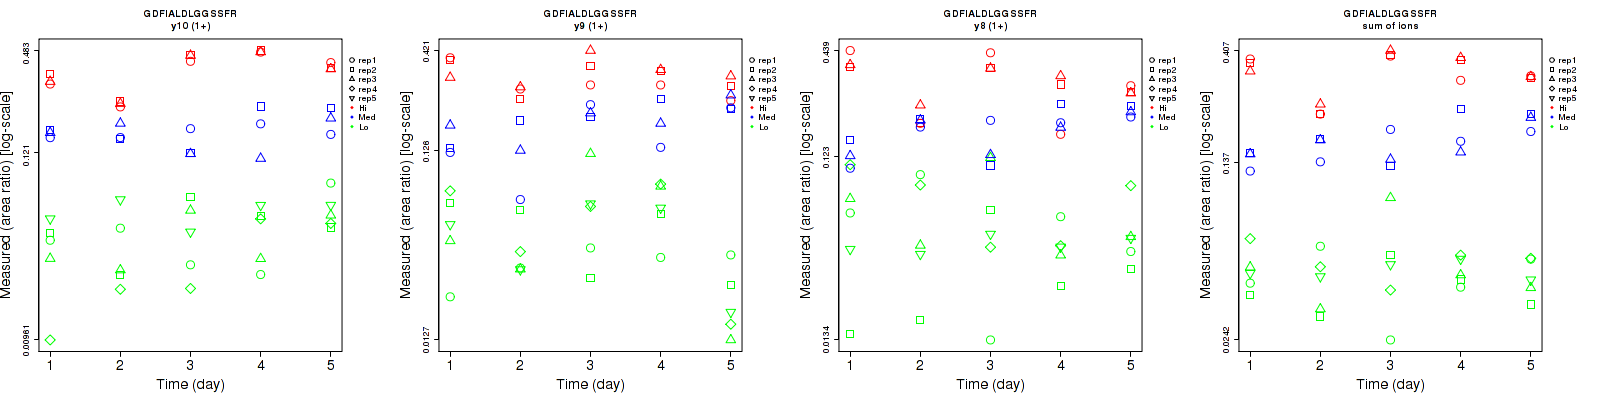 GDFIALDLGGSSFR
y10 (1+)
Measured (area ratio) [log-scale]
0.483
0.121
0.00961
1 2 3 4 5
Time (day)
rep1
rep2
rep3
rep4
rep5
Hi
Med
Lo
GDFIALDLGGSSFR
y9 (1+)
Measured (area ratio) [log-scale]
0.421
0.126
0.0127
1 2 3 4 5
Time (day)
rep1
rep2
rep3
rep4
rep5
Hi
Med
Lo
GDFIALDLGGSSFR
y8 (1+)
Measured (area ratio) [log-scale]
0.439
0.123
0.0134
1 2 3 4 5
Time (day)
rep1
rep2
rep3
rep4
rep5
Hi
Med
Lo
GDFIALDLGGSSFR
sum of ions
Measured (area ratio) [log-scale]
0.407
0.137
0.0242
1 2 3 4 5
Time (day)
rep1
rep2
rep3
rep4
rep5
Hi
Med
Lo